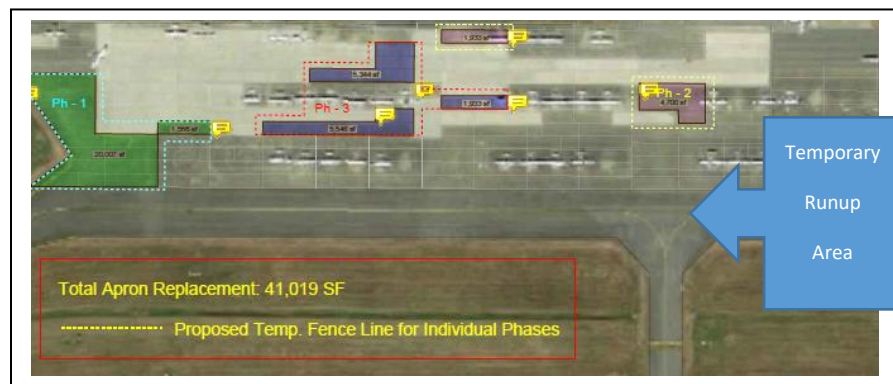 1,933 sf
5,344 sf
Ph - 2
4,700 sf
Ph - 1
Ph - 3
1,933 sf
5,546 sf
20,007 sf
Temporary
Runup
Area
Total Apron Replacement: 41,019 SF
Proposed Temp. Fence Line for Individual Phases